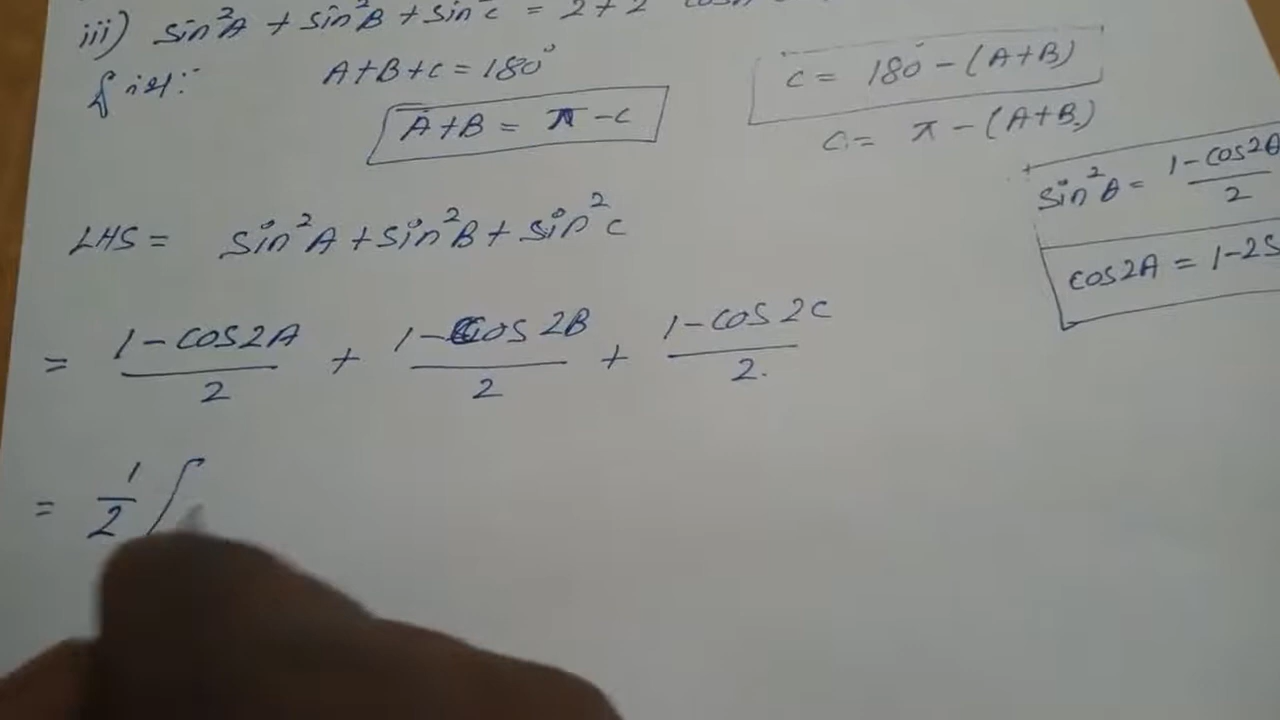 iii) sin²A + sin²B + sin²C = 2 + 2
A+B+C = 180°
C = 180° - (A+B)
A+B = π - C
C = π - (A+B)
sin²θ = (1 - cos2θ)/2
LHS = sin²A + sin²B + sin²C
cos2A = 1 - 2S
= (1 - cos2A)/2 + (1 - Cos2B)/2 + (1 - cos2C)/2.
= 1/2 [